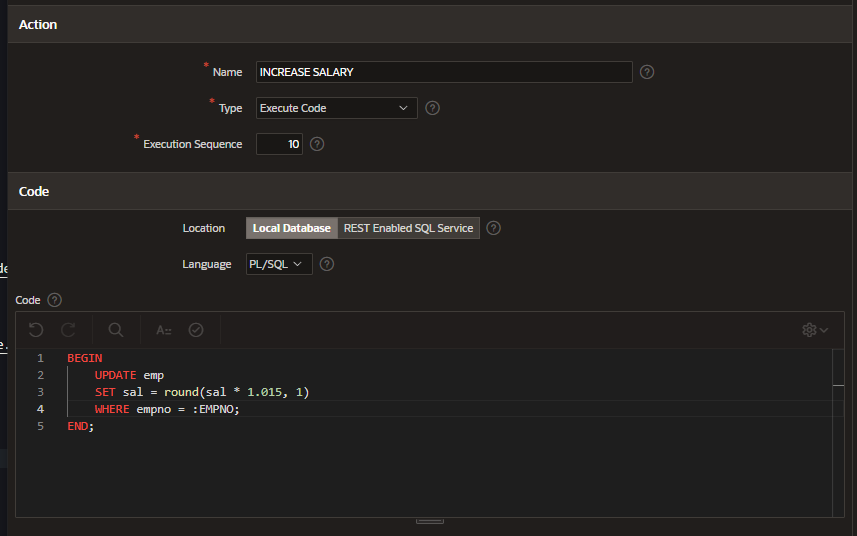 Action
* Name INCREASE SALARY ?
* Type Execute Code ?
* Execution Sequence 10 ?
Code
Location Local Database REST Enabled SQL Service ?
Language PL/SQL ?
Code ?
A::
1 BEGIN
2 UPDATE emp
3 SET sal = round(sal * 1.015, 1)
4 WHERE empno = :EMPNO;
5 END;
de
e.